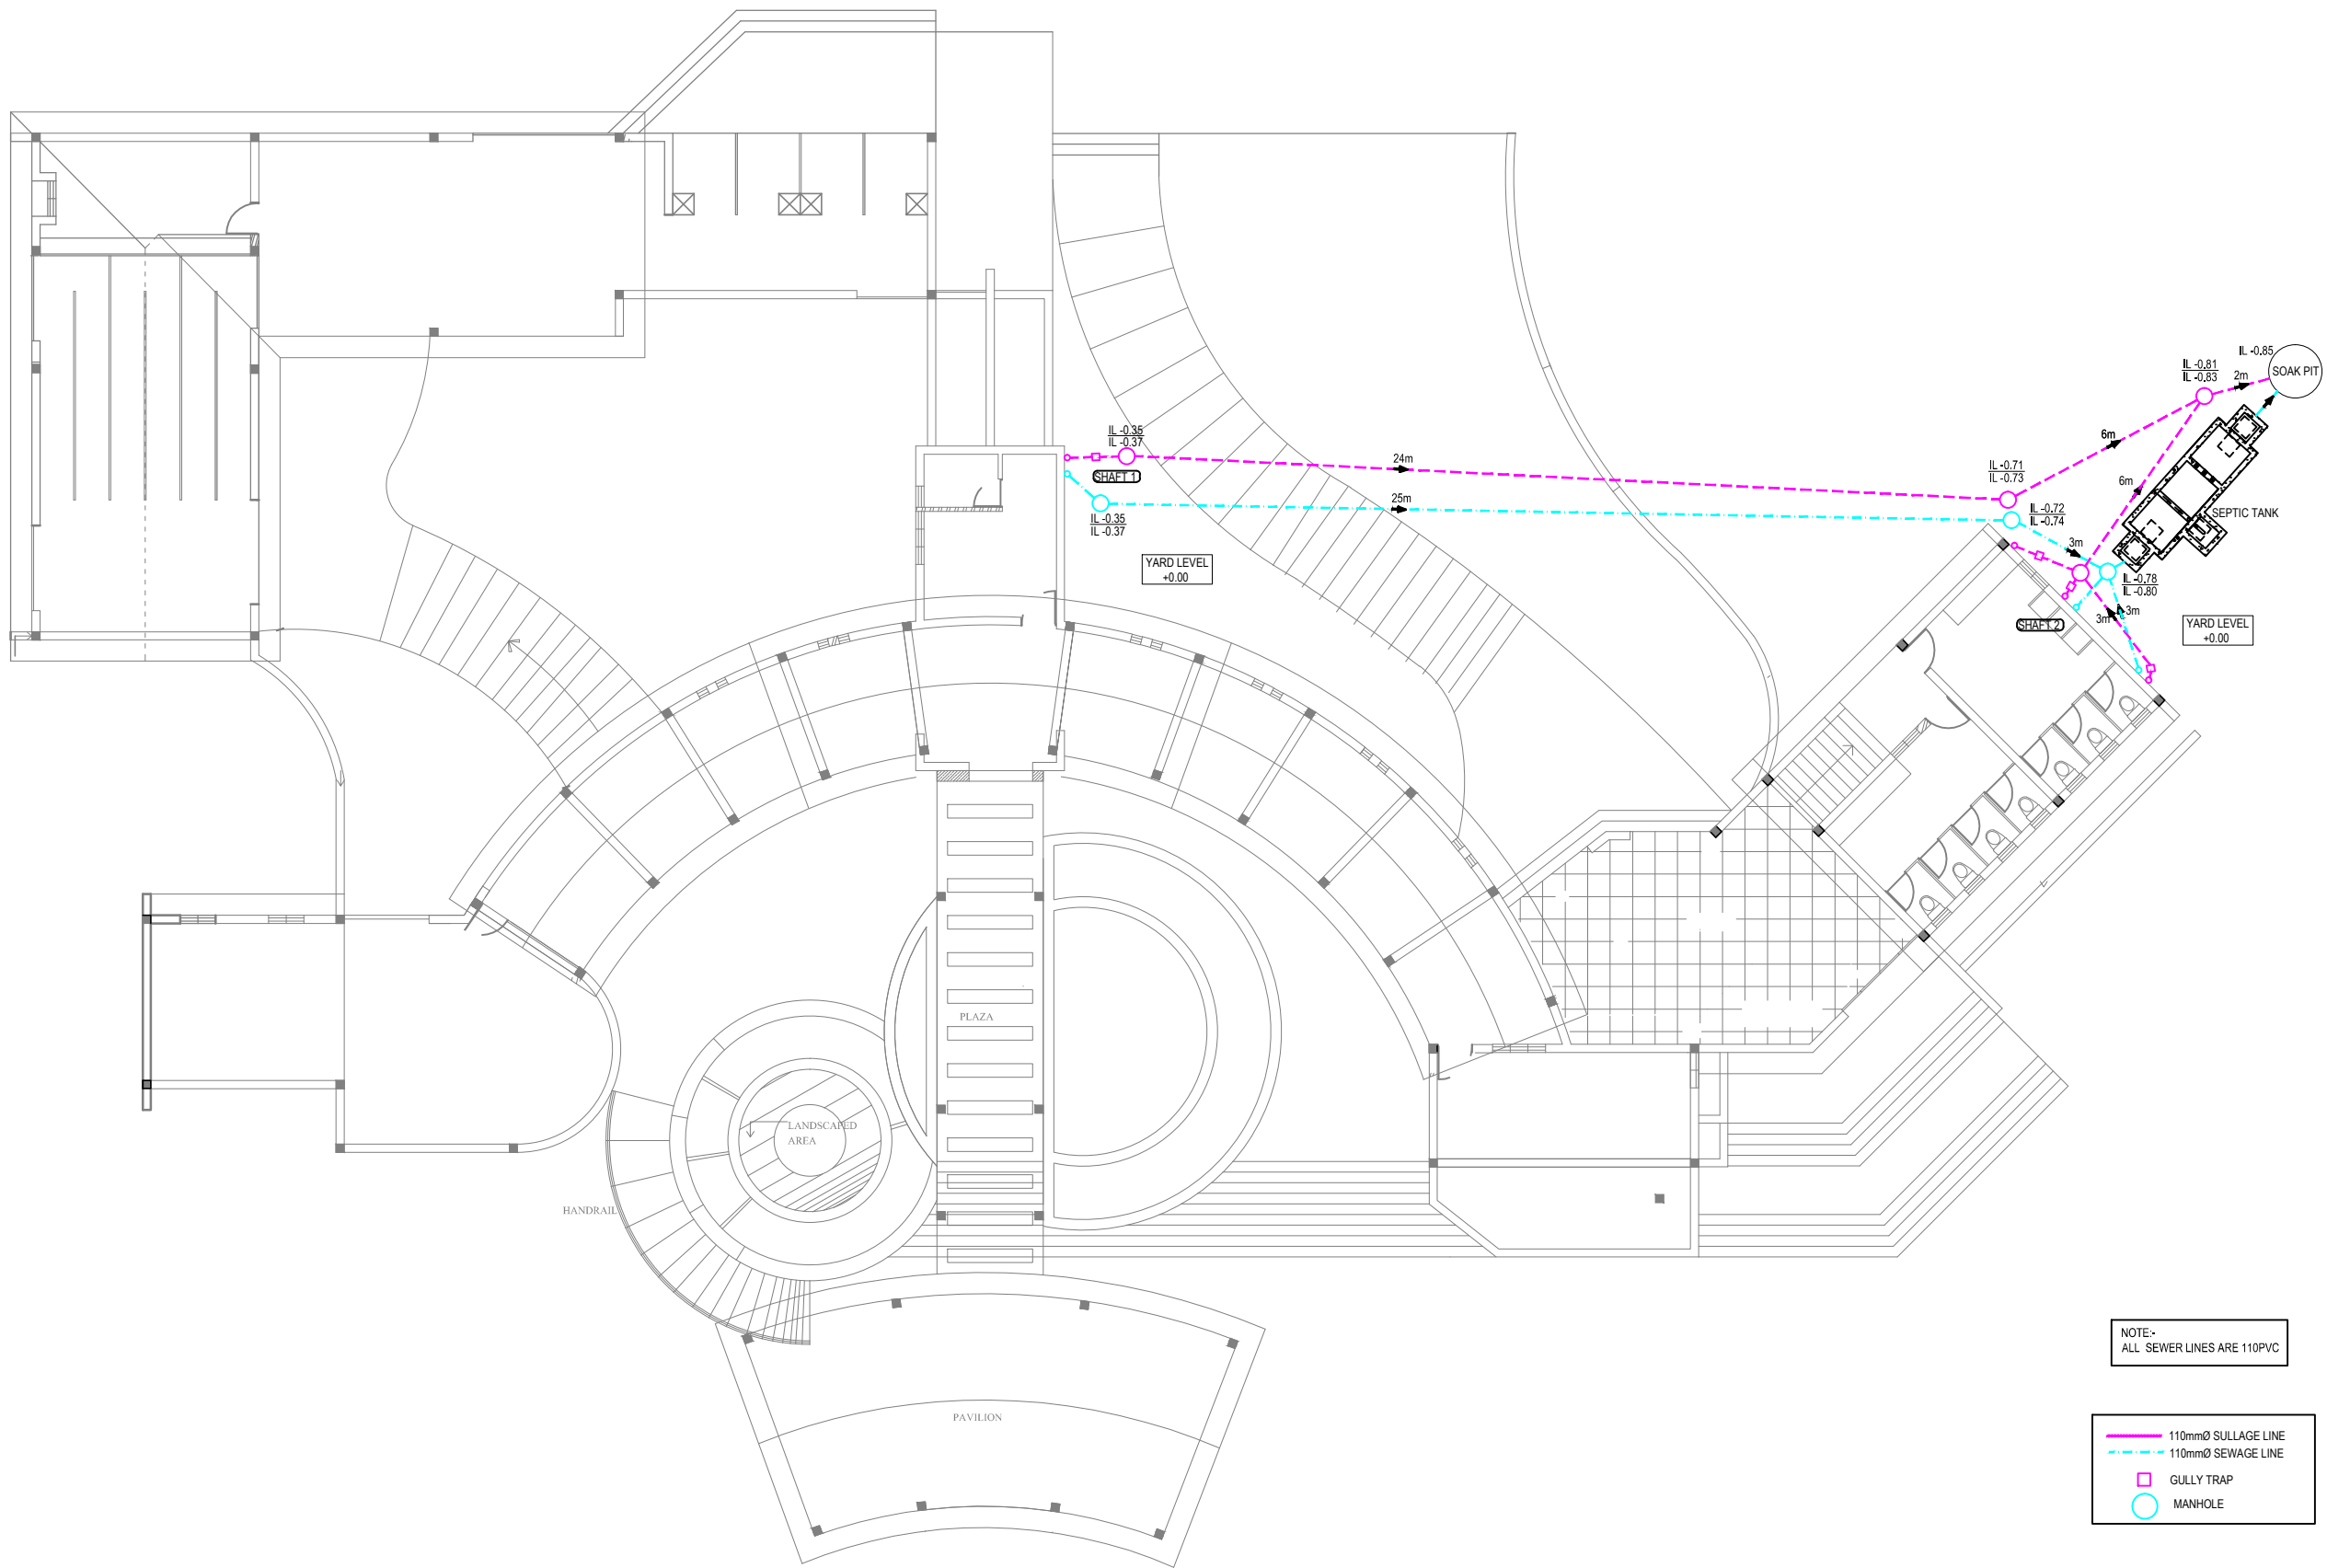 IL -0.85
SOAK PIT
IL -0.81
IL -0.83
2m
6m
6m
IL -0.35
IL -0.37
SHAFT 1
24m
25m
IL -0.35
IL -0.37
IL -0.71
IL -0.73
IL -0.72
IL -0.74
SEPTIC TANK
3m
YARD LEVEL
+0.00
IL -0.78
IL -0.80
3m
3m
SHAFT 2
YARD LEVEL
+0.00
PLAZA
LANDSCAPED
AREA
HANDRAIL
PAVILION
NOTE:-
ALL SEWER LINES ARE 110PVC
110mmØ SULLAGE LINE
110mmØ SEWAGE LINE
GULLY TRAP
MANHOLE